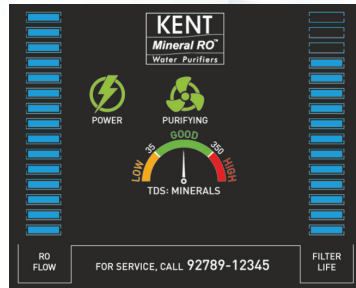 KENT
Mineral RO™
Water Purifiers
POWER
PURIFYING
LOW
35
GOOD
350
HIGH
TDS: MINERALS
RO
FLOW
FOR SERVICE, CALL 92789-12345
FILTER
LIFE